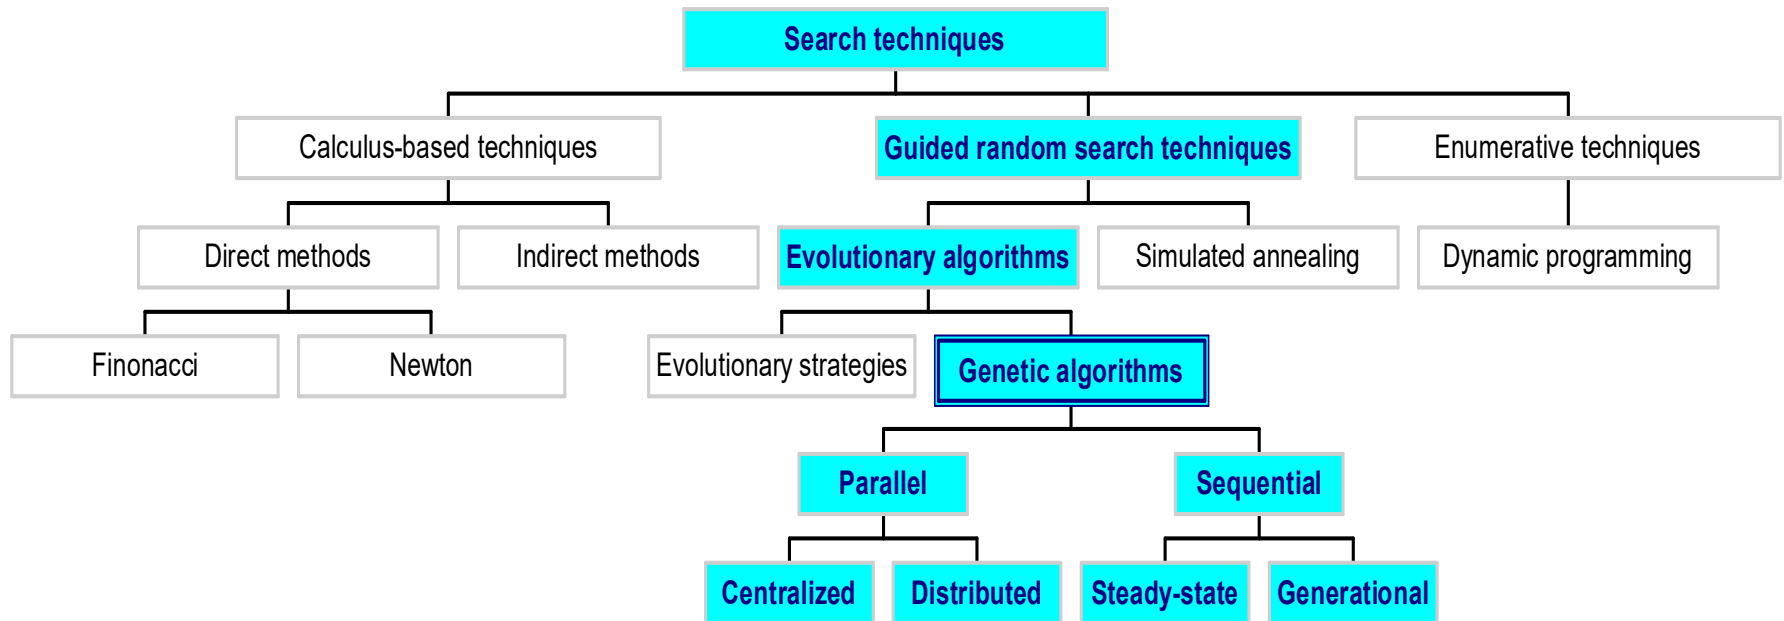 Search techniques
Calculus-based techniques
Guided random search techniques
Enumerative techniques
Direct methods
Indirect methods
Evolutionary algorithms
Simulated annealing
Dynamic programming
Finonacci
Newton
Evolutionary strategies
Genetic algorithms
Parallel
Sequential
Centralized
Distributed
Steady-state
Generational